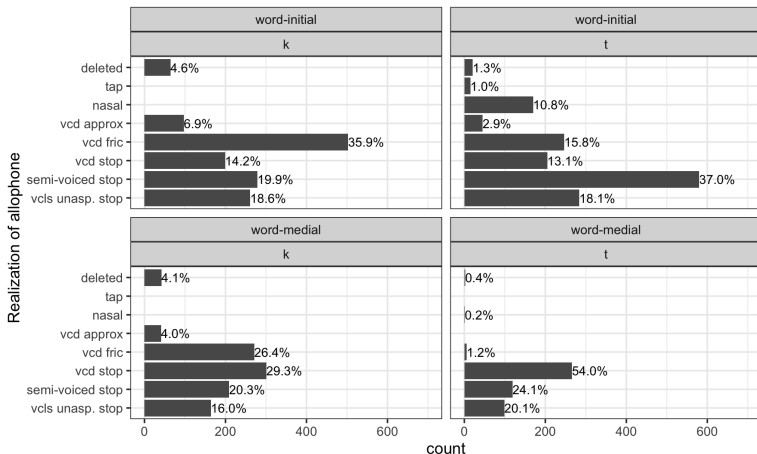 word-initial word-initial
k t
deleted 4.6% 1.3%
tap 1.0%
nasal 10.8%
vcd approx 6.9% 2.9%
vcd fric 35.9% 15.8%
vcd stop 14.2% 13.1%
semi-voiced stop 19.9% 37.0%
vcls unasp. stop 18.6% 18.1%
word-medial word-medial
k t
deleted 4.1% 0.4%
tap
nasal 0.2%
vcd approx 4.0%
vcd fric 26.4% 1.2%
vcd stop 29.3% 54.0%
semi-voiced stop 20.3% 24.1%
vcls unasp. stop 16.0% 20.1%
0 200 400 600 0 200 400 600
count
Realization of allophone